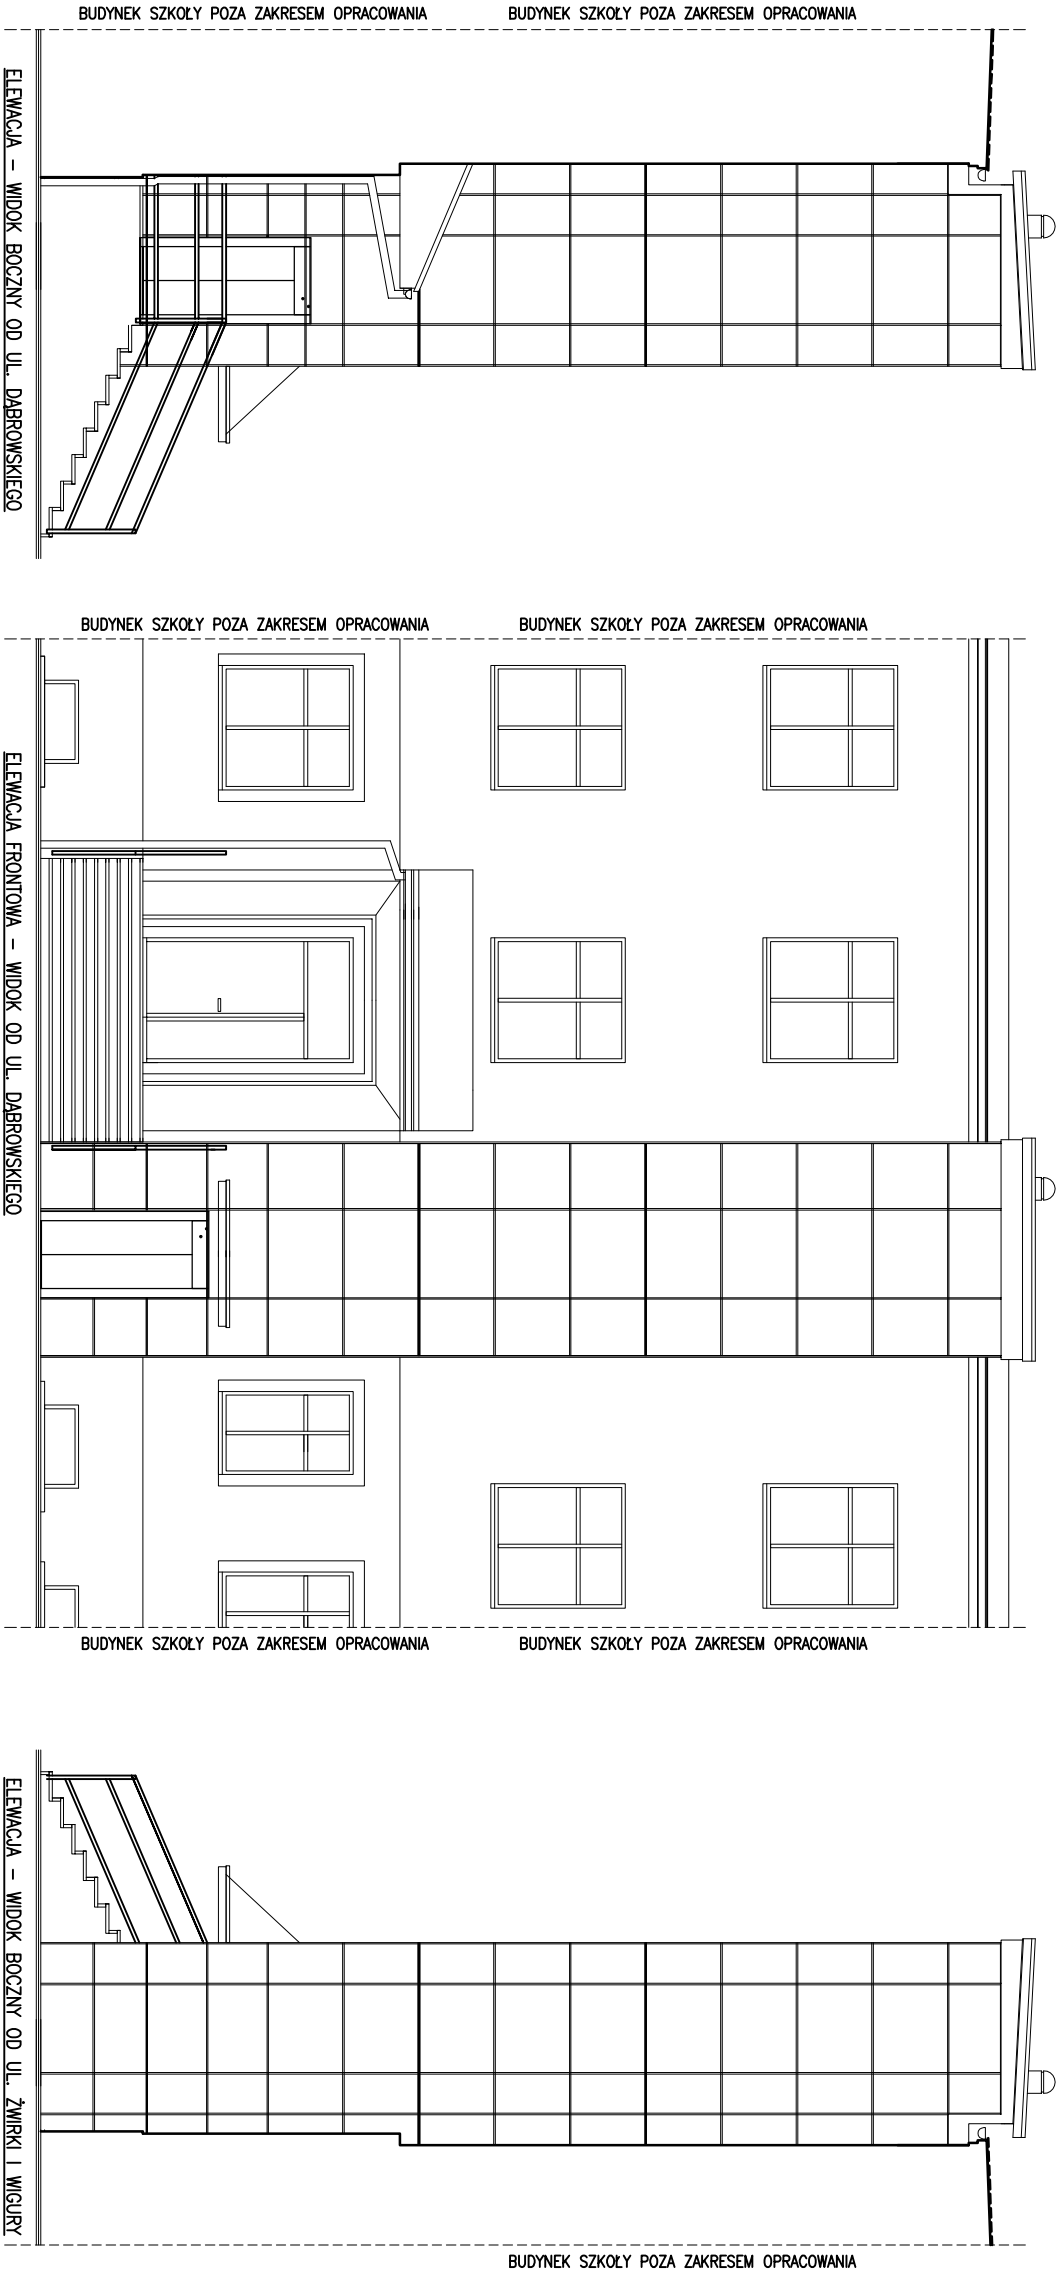 BUDYNEK SZKOŁY POZA ZAKRESEM OPRACOWANIA
BUDYNEK SZKOŁY POZA ZAKRESEM OPRACOWANIA
ELEWACJA - WIDOK BOCZNY OD UL. DĄBROWSKIEGO
BUDYNEK SZKOŁY POZA ZAKRESEM OPRACOWANIA
BUDYNEK SZKOŁY POZA ZAKRESEM OPRACOWANIA
ELEWACJA FRONTOWA - WIDOK OD UL. DĄBROWSKIEGO
BUDYNEK SZKOŁY POZA ZAKRESEM OPRACOWANIA
BUDYNEK SZKOŁY POZA ZAKRESEM OPRACOWANIA
ELEWACJA - WIDOK BOCZNY OD UL. ŻWIRKI I WIGURY
BUDYNEK SZKOŁY POZA ZAKRESEM OPRACOWANIA